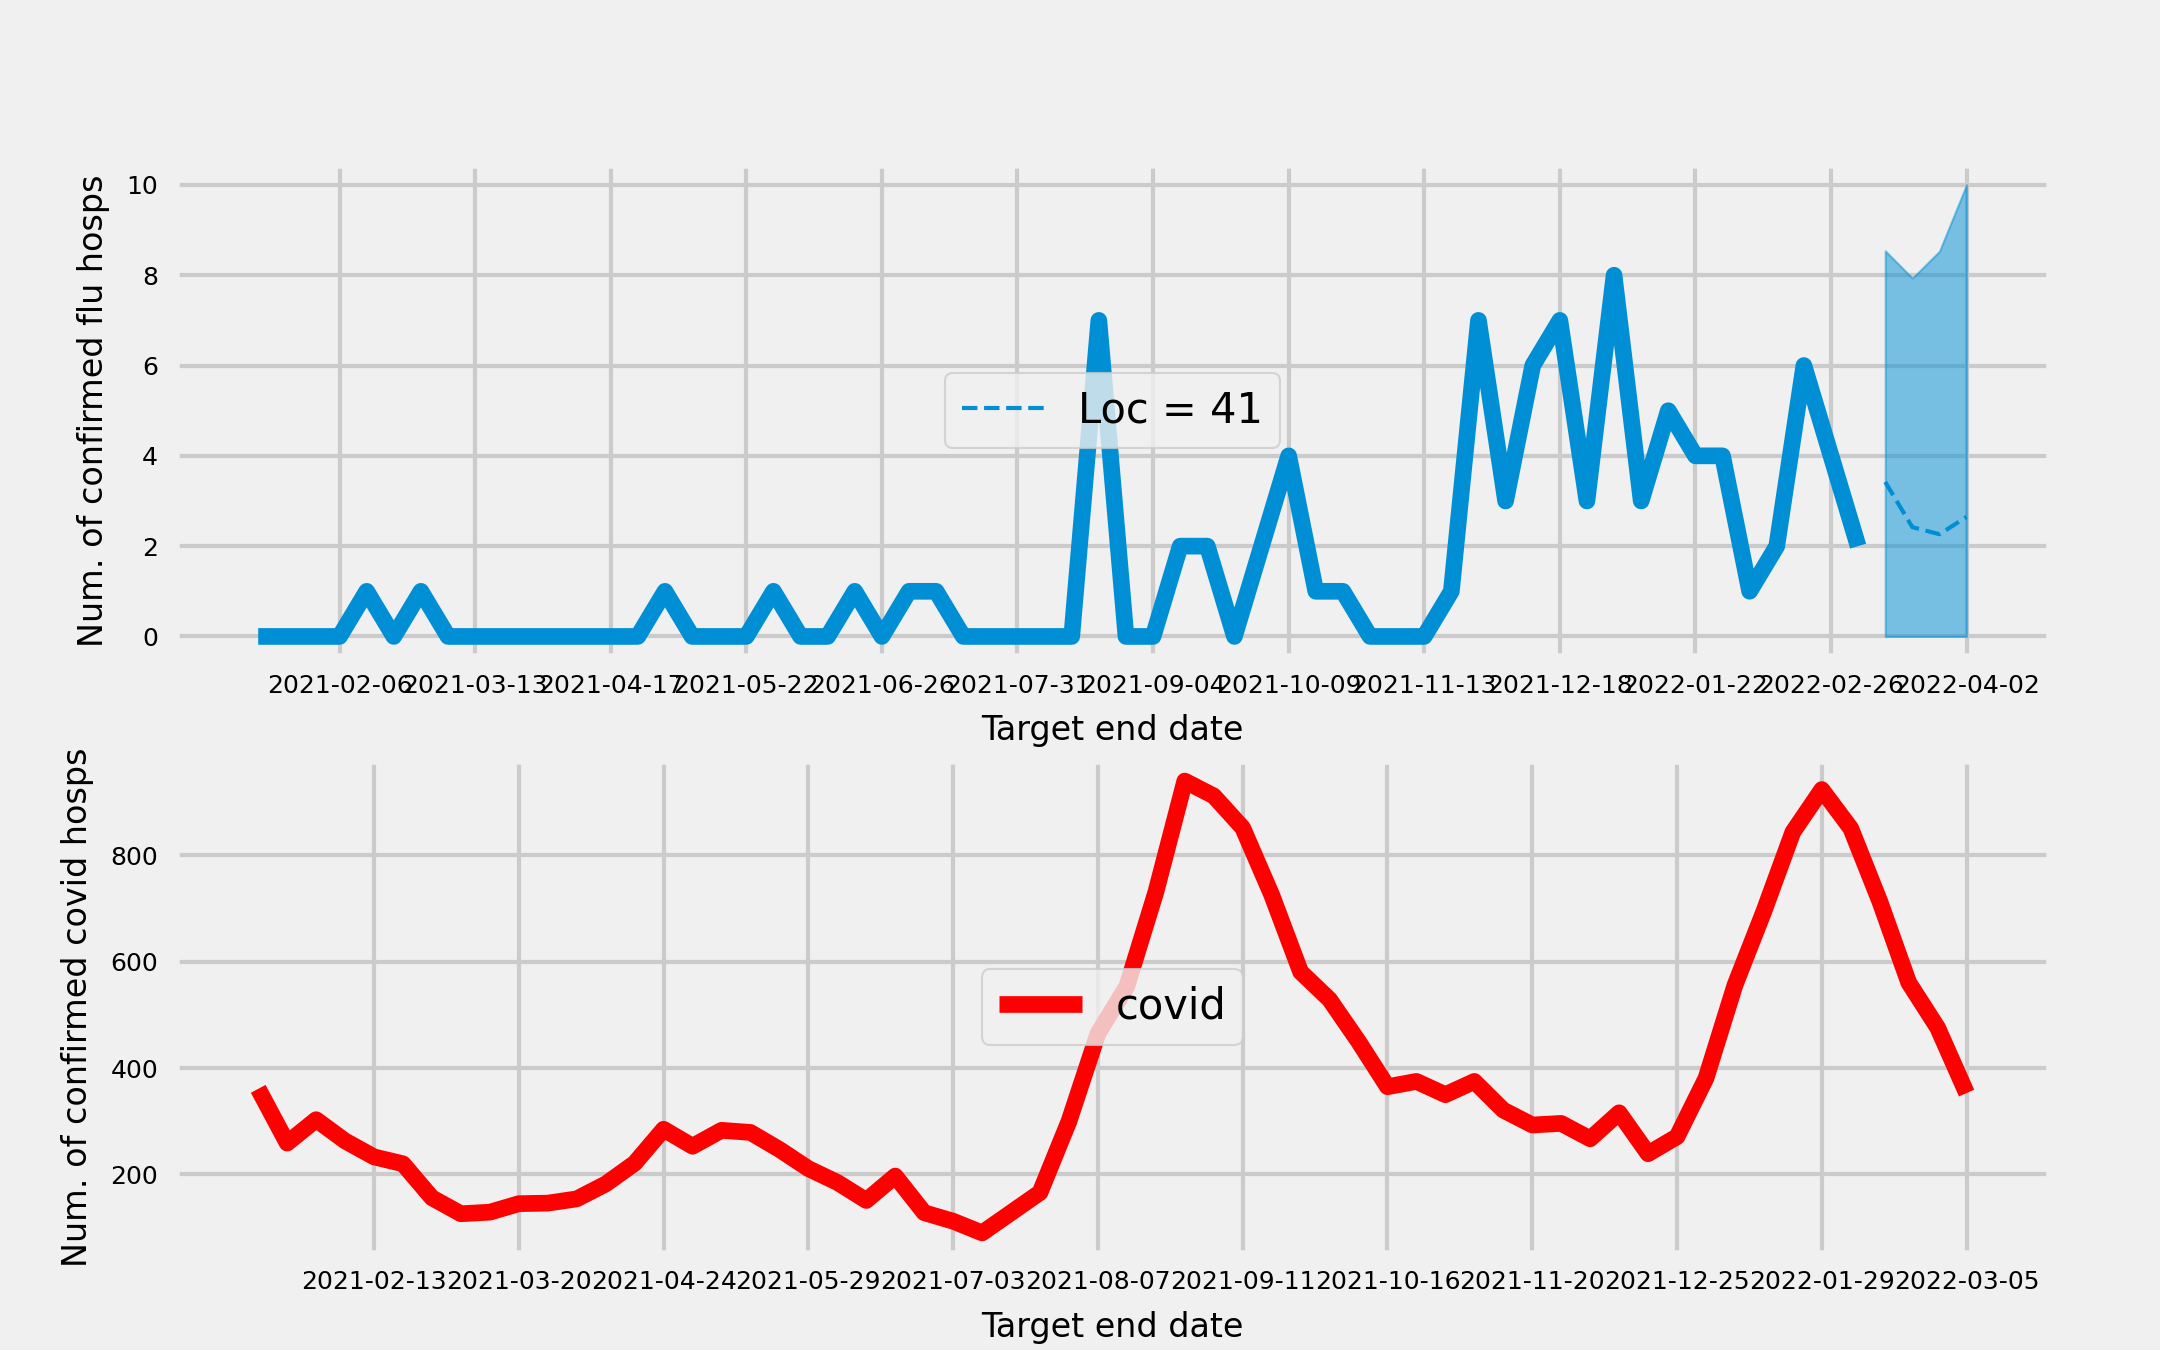 Num. of confirmed flu hosps
10
8
6
4
2
0
Loc = 41
2021-02-06 2021-03-13 2021-04-17 2021-05-22 2021-06-26 2021-07-31 2021-09-04 2021-10-09 2021-11-13 2021-12-18 2022-01-22 2022-02-26 2022-04-02
Target end date
Num. of confirmed covid hosps
800
600
400
200
covid
2021-02-13 2021-03-20 2021-04-24 2021-05-29 2021-07-03 2021-08-07 2021-09-11 2021-10-16 2021-11-20 2021-12-25 2022-01-29 2022-03-05
Target end date